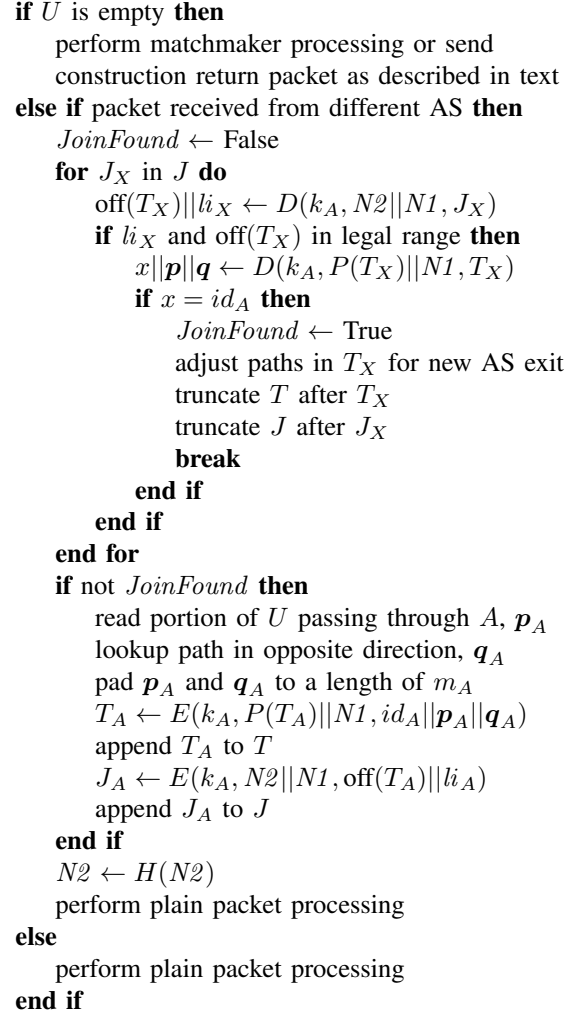 if U is empty then
perform matchmaker processing or send
construction return packet as described in text
else if packet received from different AS then
JoinFound ← False
for J_X in J do
off(T_X)||li_X ← D(k_A, N2||N1, J_X)
if li_X and off(T_X) in legal range then
x||p||q ← D(k_A, P(T_X)||N1, T_X)
if x = id_A then
JoinFound ← True
adjust paths in T_X for new AS exit
truncate T after T_X
truncate J after J_X
break
end if
end if
end for
if not JoinFound then
read portion of U passing through A, p_A
lookup path in opposite direction, q_A
pad p_A and q_A to a length of m_A
T_A ← E(k_A, P(T_A)||N1, id_A||p_A||q_A)
append T_A to T
J_A ← E(k_A, N2||N1, off(T_A)||li_A)
append J_A to J
end if
N2 ← H(N2)
perform plain packet processing
else
perform plain packet processing
end if